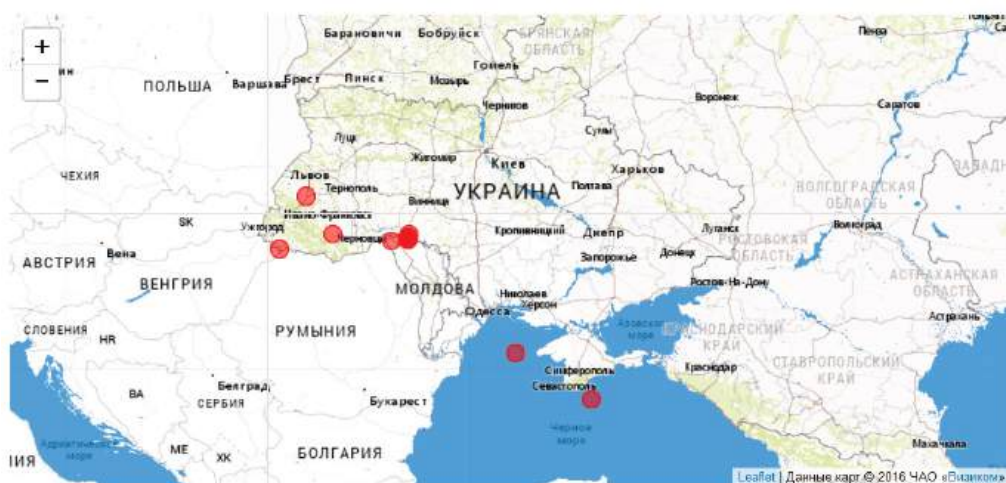 +
−
БРЯНСКАЯ
ОБЛАСТЬ
Барановичи
Бобруйск
Гомель
Пенза
ПОЛЬША
Варшава
Брест
Пинск
Мозырь
Чернигов
Воронеж
Саратов
Луцк
Сумы
ЧЕХИЯ
Житомир
Киев
Харьков
Львов
Тернополь
УКРАИНА
Полтава
ВОЛГОГРАДСКАЯ
ОБЛАСТЬ
SK
Ивано-Франковск
Винница
Ужгород
Черновцы
Кропивницкий
Днепр
Луганск
Волгоград
РОСТОВСКАЯ
ОБЛАСТЬ
АВСТРИЯ
Вена
Запорожье
Донецк
ВЕНГРИЯ
МОЛДОВА
Николаев
Ростов-На-Дону
АСТРАХАНСКАЯ
ОБЛАСТЬ
Херсон
Одесса
Астрахань
СЛОВЕНИЯ
HR
РУМЫНИЯ
Азовское
море
КРАСНОДАРСКИЙ
КРАЙ
СТАВРОПОЛЬСКИЙ
КРАЙ
Симферополь
Краснодар
Севастополь
BA
Белград
СЕРБИЯ
Бухарест
Черное
море
Адриатическое
море
ME
XK
БОЛГАРИЯ
Махачкала
ИЯ
Leaflet | Данные карт © 2016 ЧАО «Визиком»